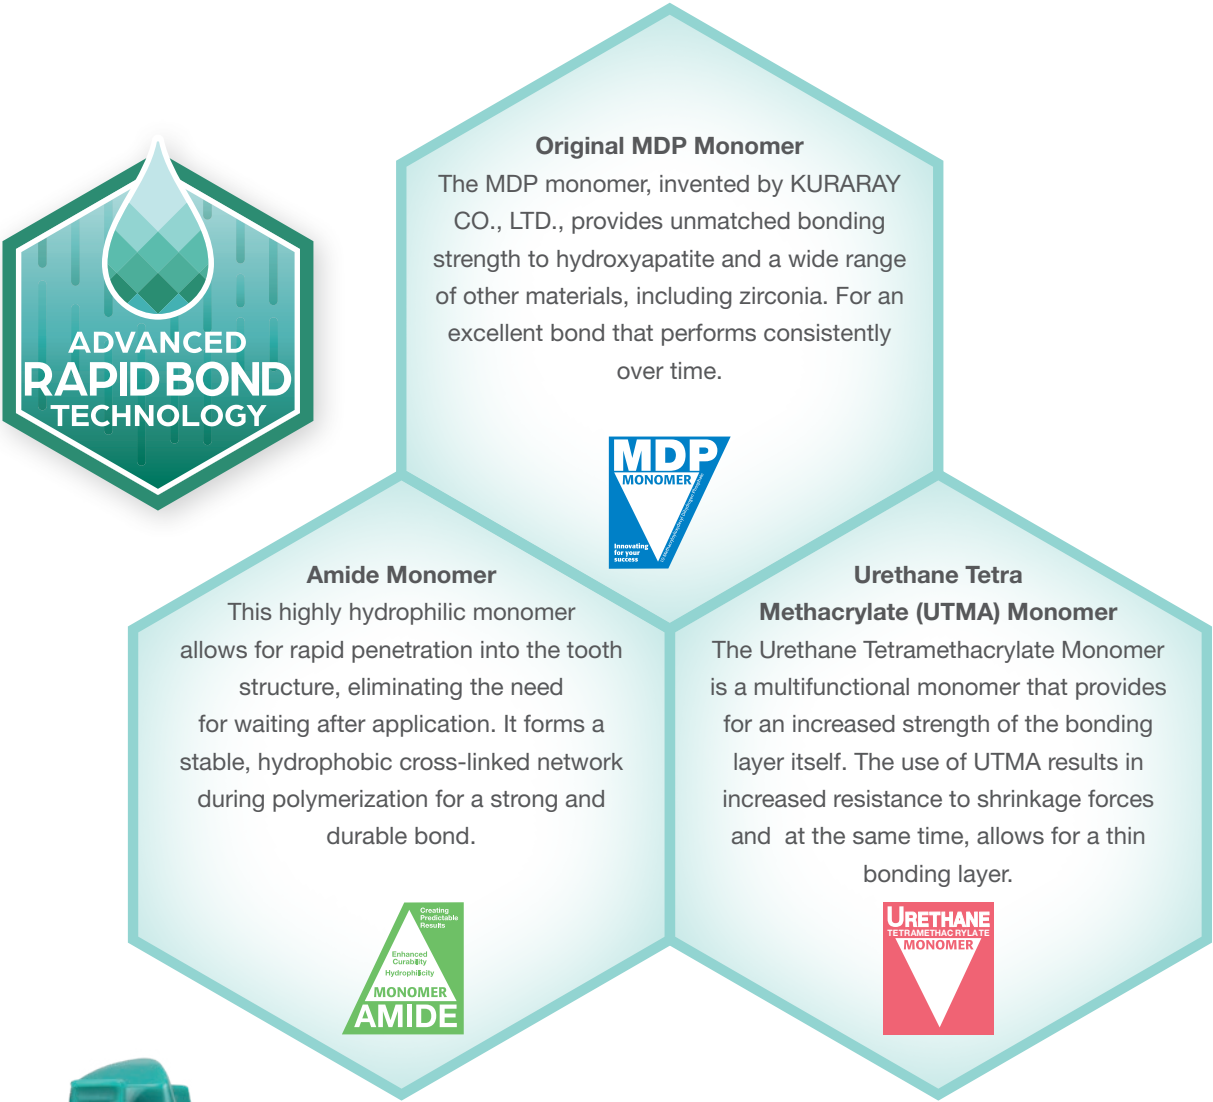 Original MDP Monomer
The MDP monomer, invented by KURARAY
CO., LTD., provides unmatched bonding
strength to hydroxyapatite and a wide range
of other materials, including zirconia. For an
excellent bond that performs consistently
over time.
ADVANCED
RAPID BOND
TECHNOLOGY
MDP
MONOMER
Innovating
for your
success
Amide Monomer
This highly hydrophilic monomer
allows for rapid penetration into the tooth
structure, eliminating the need
for waiting after application. It forms a
stable, hydrophobic cross-linked network
during polymerization for a strong and
durable bond.
Creating
Predictable
Results
Enhanced
Curability
Hydrophilicity
MONOMER
AMIDE
Urethane Tetra
Methacrylate (UTMA) Monomer
The Urethane Tetramethacrylate Monomer
is a multifunctional monomer that provides
for an increased strength of the bonding
layer itself. The use of UTMA results in
increased resistance to shrinkage forces
and  at the same time, allows for a thin
bonding layer.
URETHANE
TETRAMETHACRYLATE
MONOMER